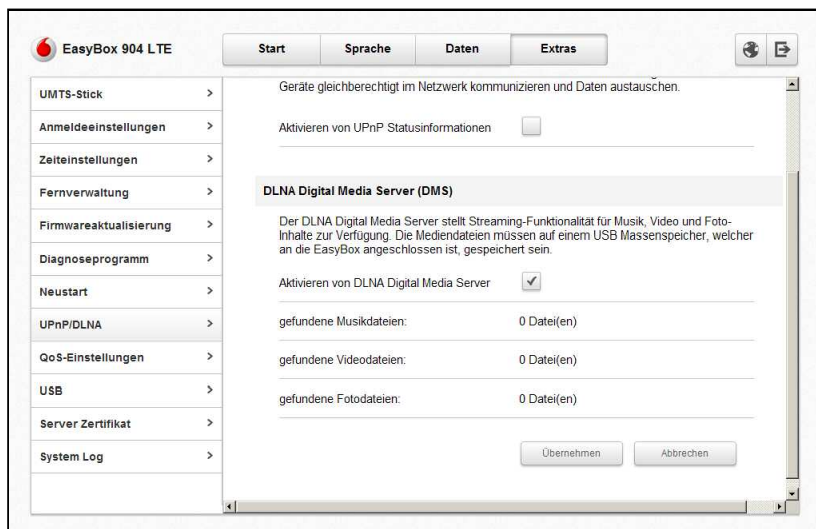 EasyBox 904 LTE
Start
Sprache
Daten
Extras
UMTS-Stick
Anmeldeeinstellungen
Zeiteinstellungen
Fernverwaltung
Firmwareaktualisierung
Diagnoseprogramm
Neustart
UPnP/DLNA
QoS-Einstellungen
USB
Server Zertifikat
System Log
Geräte gleichberechtigt im Netzwerk kommunizieren und Daten austauschen.
Aktivieren von UPnP Statusinformationen
DLNA Digital Media Server (DMS)
Der DLNA Digital Media Server stellt Streaming-Funktionalität für Musik, Video und Foto-
Inhalte zur Verfügung. Die Mediendateien müssen auf einem USB Massenspeicher, welcher
an die EasyBox angeschlossen ist, gespeichert sein.
Aktivieren von DLNA Digital Media Server
gefundene Musikdateien: 0 Datei(en)
gefundene Videodateien: 0 Datei(en)
gefundene Fotodateien: 0 Datei(en)
Übernehmen
Abbrechen